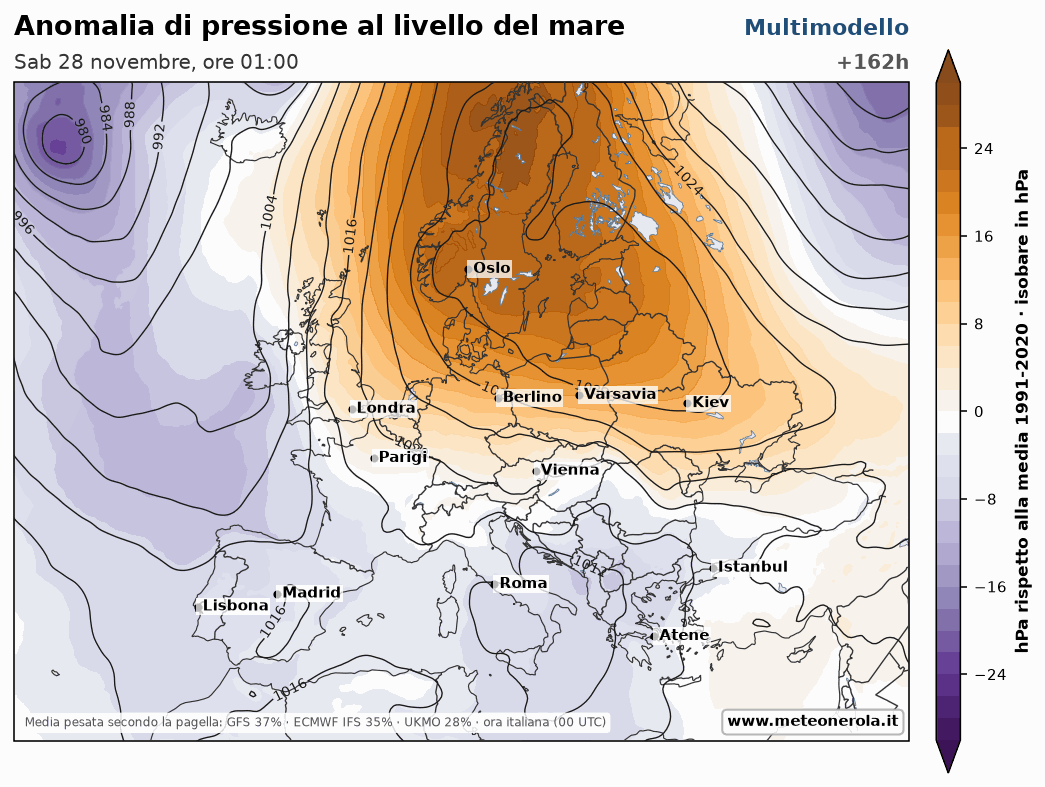 Anomalia di pressione al livello del mare
Multimodello
Sab 28 novembre, ore 01:00
+162h
980
984
988
992
996
1004
1016
1024
Oslo
Berlino
Varsavia
Kiev
Londra
Parigi
Vienna
Istanbul
1012
Roma
Madrid
Lisbona
1016
Atene
1016
24
16
8
0
−8
−16
−24
hPa rispetto alla media 1991-2020 · isobare in hPa
Media pesata secondo la pagella: GFS 37% · ECMWF IFS 35% · UKMO 28% · ora italiana (00 UTC)
www.meteonerola.it